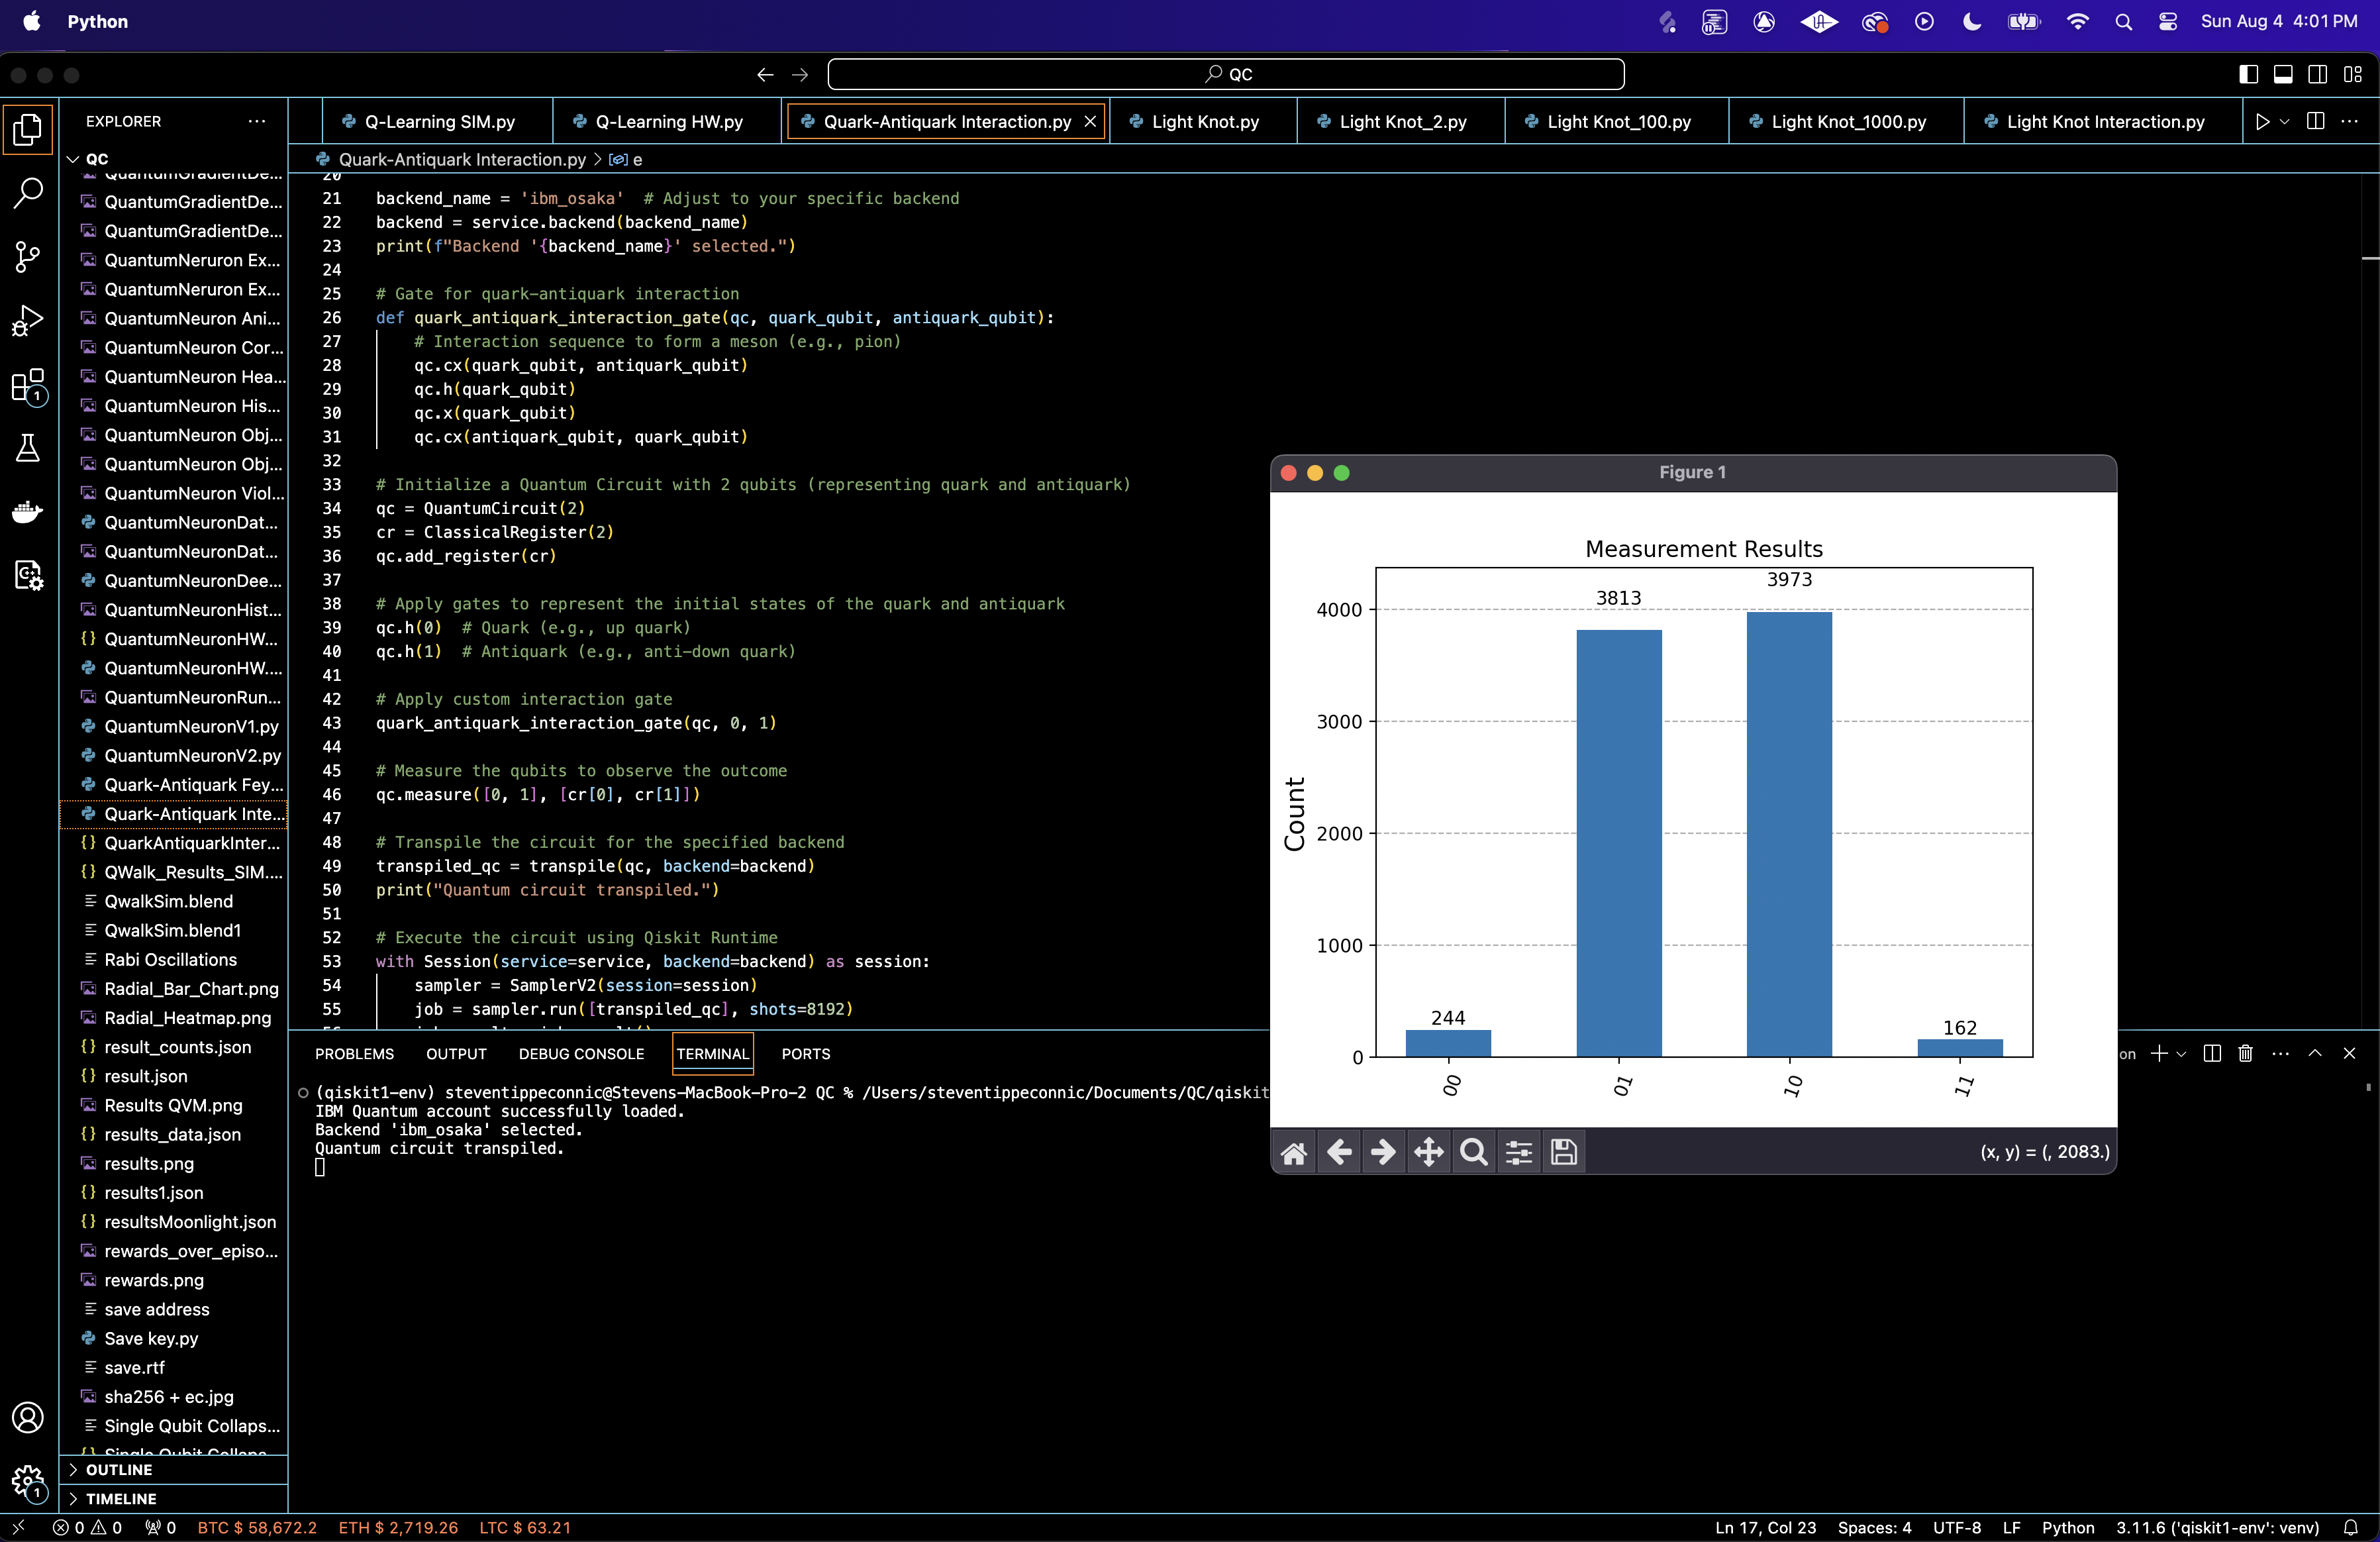 Python
Sun Aug 4 4:01 PM
QC
EXPLORER
Q-Learning SIM.py
Q-Learning HW.py
Quark-Antiquark Interaction.py
Light Knot.py
Light Knot_2.py
Light Knot_100.py
Light Knot_1000.py
Light Knot Interaction.py
Quark-Antiquark Interaction.py > e
QC
QuantumGradientDe...
QuantumGradientDe...
QuantumGradientDe...
QuantumNeruron Ex...
QuantumNeruron Ex...
QuantumNeuron Ani...
QuantumNeuron Cor...
QuantumNeuron Hea...
QuantumNeuron His...
QuantumNeuron Obj...
QuantumNeuron Obj...
QuantumNeuron Viol...
QuantumNeuronDat...
QuantumNeuronDat...
QuantumNeuronDee...
QuantumNeuronHist...
QuantumNeuronHW...
QuantumNeuronHW....
QuantumNeuronRun...
QuantumNeuronV1.py
QuantumNeuronV2.py
Quark-Antiquark Fey...
Quark-Antiquark Inte...
QuarkAntiquarkInter...
QWalk_Results_SIM....
QwalkSim.blend
QwalkSim.blend1
Rabi Oscillations
Radial_Bar_Chart.png
Radial_Heatmap.png
result_counts.json
result.json
Results QVM.png
results_data.json
results.png
results1.json
resultsMoonlight.json
rewards_over_episo...
rewards.png
save address
Save key.py
save.rtf
sha256 + ec.jpg
Single Qubit Collaps...
Single Qubit Collaps
OUTLINE
TIMELINE
20
21 backend_name = 'ibm_osaka'  # Adjust to your specific backend
22 backend = service.backend(backend_name)
23 print(f"Backend '{backend_name}' selected.")
24
25 # Gate for quark-antiquark interaction
26 def quark_antiquark_interaction_gate(qc, quark_qubit, antiquark_qubit):
27 # Interaction sequence to form a meson (e.g., pion)
28 qc.cx(quark_qubit, antiquark_qubit)
29 qc.h(quark_qubit)
30 qc.x(quark_qubit)
31 qc.cx(antiquark_qubit, quark_qubit)
32
33 # Initialize a Quantum Circuit with 2 qubits (representing quark and antiquark)
34 qc = QuantumCircuit(2)
35 cr = ClassicalRegister(2)
36 qc.add_register(cr)
37
38 # Apply gates to represent the initial states of the quark and antiquark
39 qc.h(0)  # Quark (e.g., up quark)
40 qc.h(1)  # Antiquark (e.g., anti-down quark)
41
42 # Apply custom interaction gate
43 quark_antiquark_interaction_gate(qc, 0, 1)
44
45 # Measure the qubits to observe the outcome
46 qc.measure([0, 1], [cr[0], cr[1]])
47
48 # Transpile the circuit for the specified backend
49 transpiled_qc = transpile(qc, backend=backend)
50 print("Quantum circuit transpiled.")
51
52 # Execute the circuit using Qiskit Runtime
53 with Session(service=service, backend=backend) as session:
54 sampler = SamplerV2(session=session)
55 job = sampler.run([transpiled_qc], shots=8192)
Figure 1
Measurement Results
Count
4000
3000
2000
1000
0
244
3813
3973
162
00
01
10
11
(x, y) = (, 2083.)
PROBLEMS
OUTPUT
DEBUG CONSOLE
TERMINAL
PORTS
on
(qiskit1-env) steventippeconnic@Stevens-MacBook-Pro-2 QC % /Users/steventippeconnic/Documents/QC/qiskit
IBM Quantum account successfully loaded.
Backend 'ibm_osaka' selected.
Quantum circuit transpiled.
1
1
0 0 0 BTC $ 58,672.2 ETH $ 2,719.26 LTC $ 63.21
Ln 17, Col 23 Spaces: 4 UTF-8 LF Python 3.11.6 ('qiskit1-env': venv)